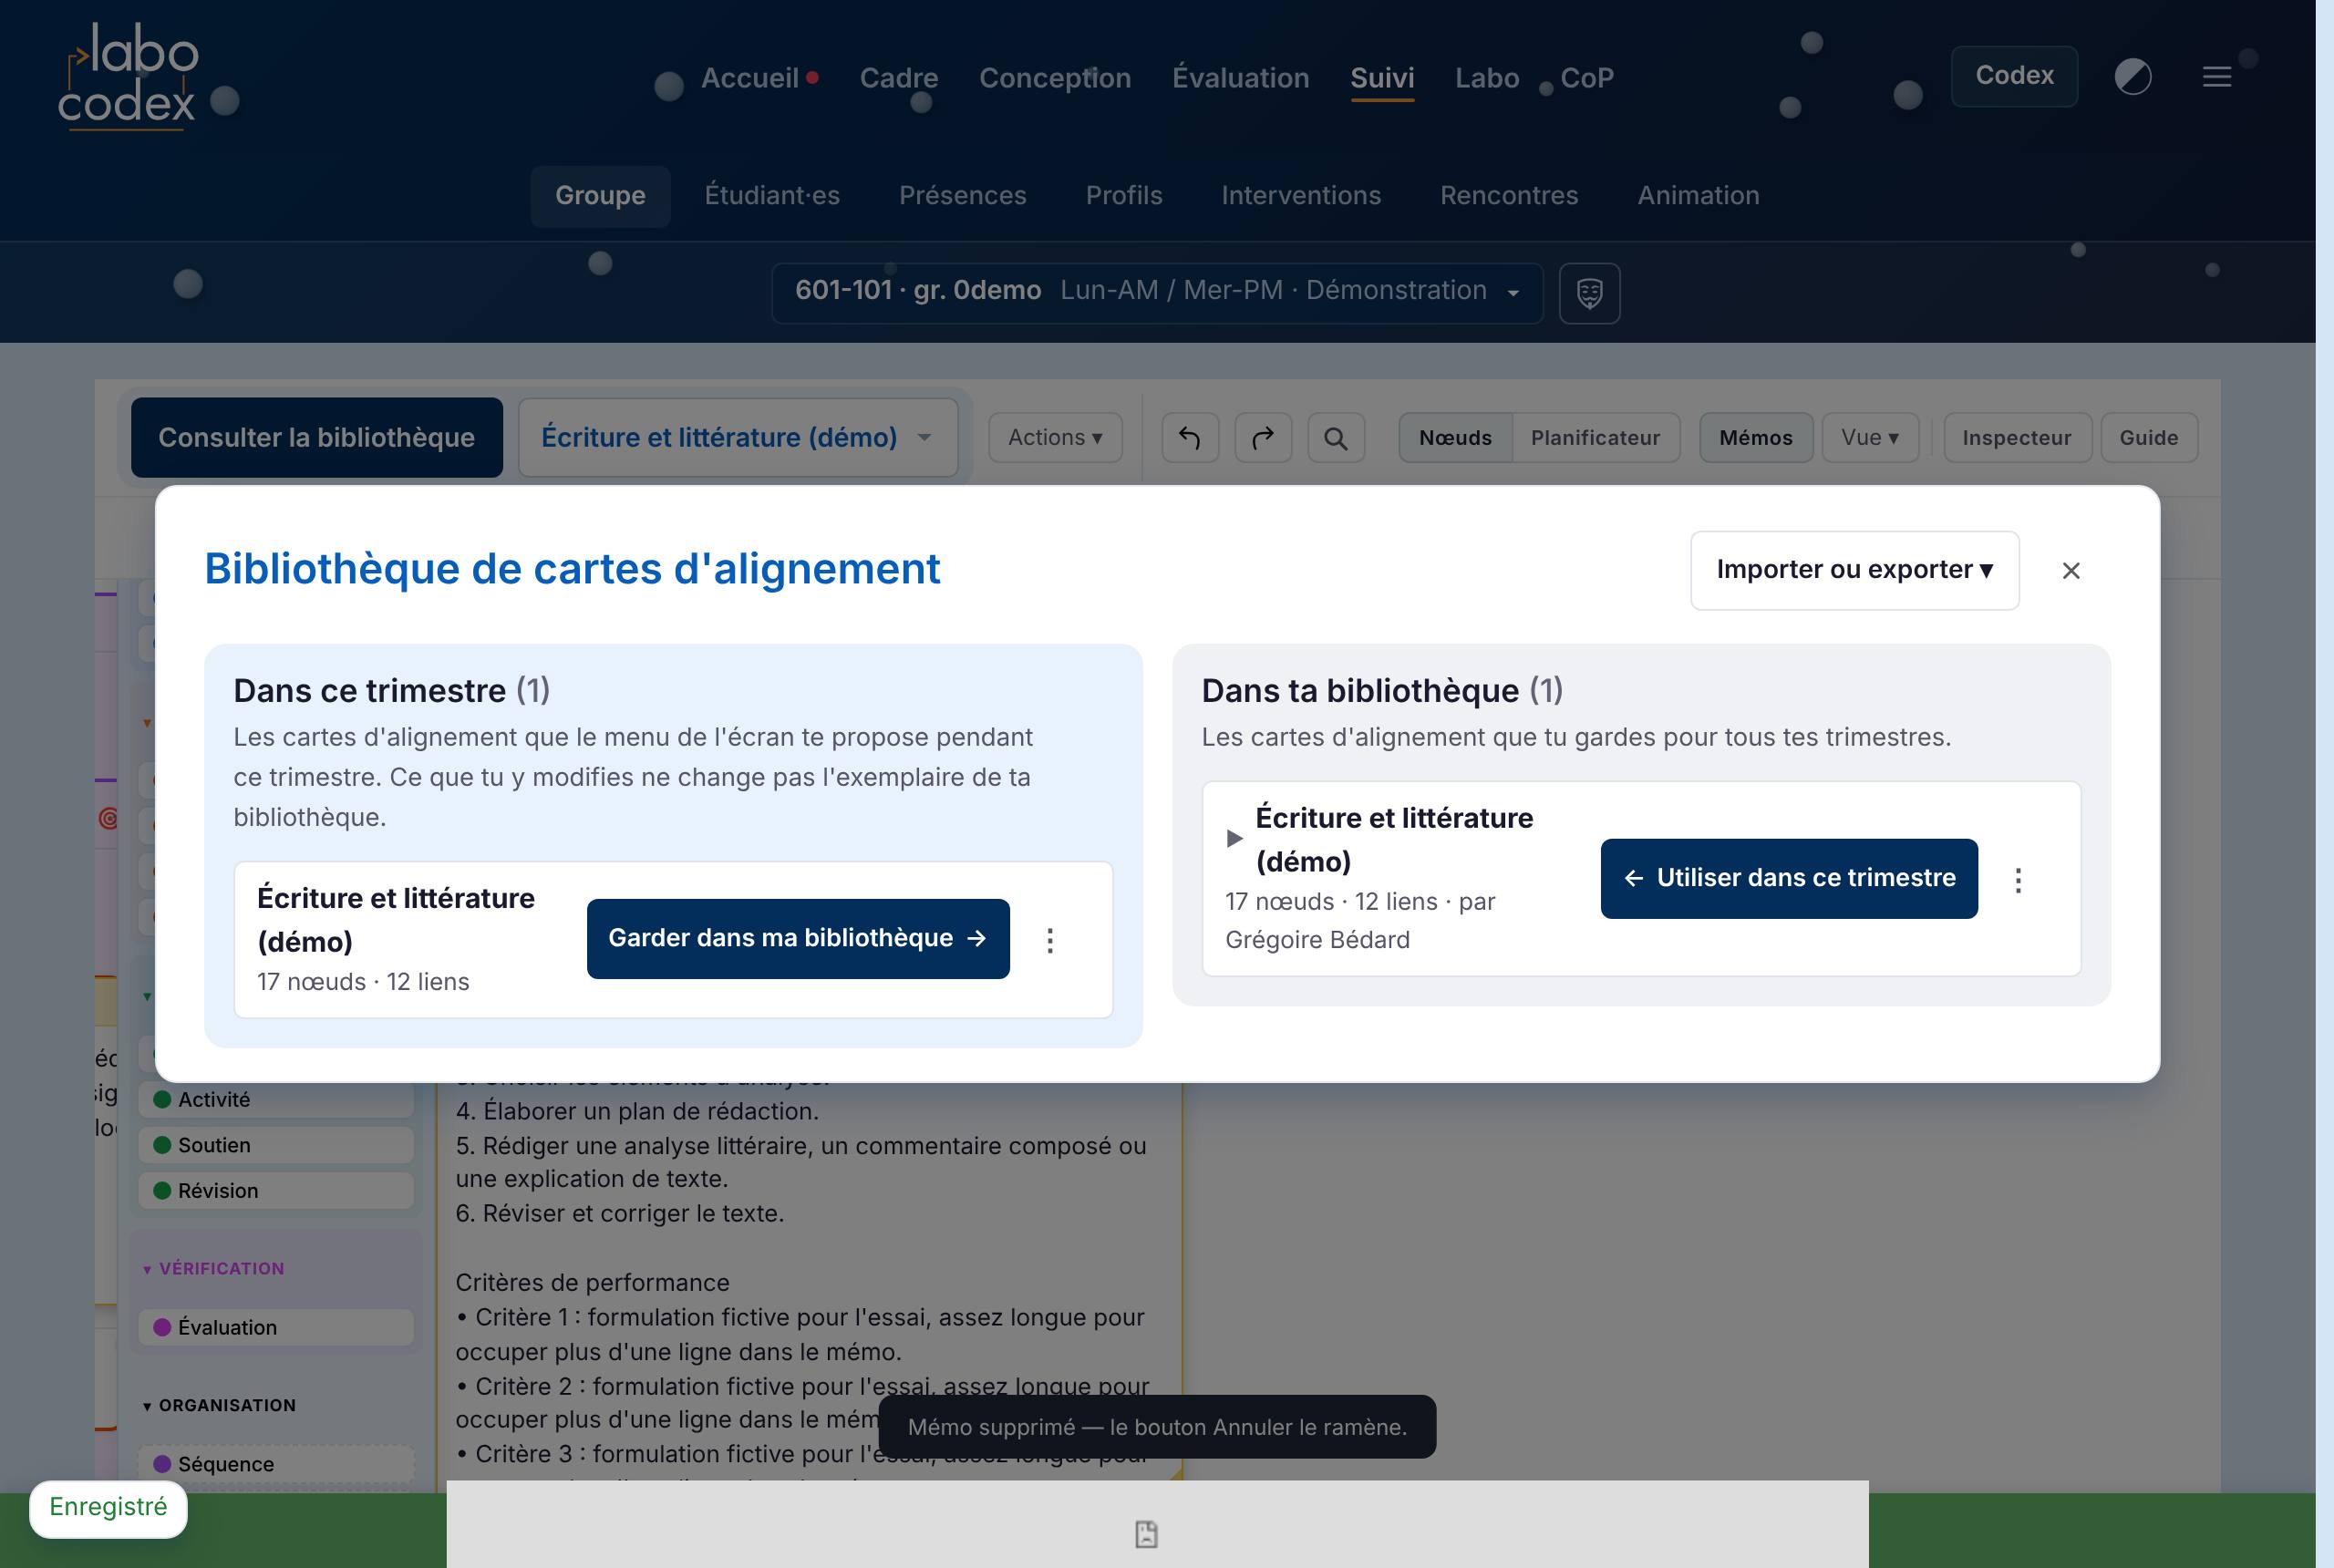 labo
codex
Accueil Cadre Conception Évaluation Suivi Labo CoP
Codex
Groupe Étudiant·es Présences Profils Interventions Rencontres Animation
601-101 · gr. 0demo Lun-AM / Mer-PM · Démonstration
Consulter la bibliothèque Écriture et littérature (démo) Actions ▾ Nœuds Planificateur Mémos Vue ▾ Inspecteur Guide
Bibliothèque de cartes d'alignement
Importer ou exporter ▾
×
Dans ce trimestre (1)
Les cartes d'alignement que le menu de l'écran te propose pendant
ce trimestre. Ce que tu y modifies ne change pas l'exemplaire de ta
bibliothèque.
Écriture et littérature
(démo)
17 nœuds · 12 liens
Garder dans ma bibliothèque →
Dans ta bibliothèque (1)
Les cartes d'alignement que tu gardes pour tous tes trimestres.
Écriture et littérature
(démo)
17 nœuds · 12 liens · par
Grégoire Bédard
← Utiliser dans ce trimestre
Activité
Soutien
Révision
▾ VÉRIFICATION
Évaluation
▾ ORGANISATION
Séquence
4. Élaborer un plan de rédaction.
5. Rédiger une analyse littéraire, un commentaire composé ou
une explication de texte.
6. Réviser et corriger le texte.
Critères de performance
• Critère 1 : formulation fictive pour l'essai, assez longue pour
occuper plus d'une ligne dans le mémo.
• Critère 2 : formulation fictive pour l'essai, assez longue pour
occuper plus d'une ligne dans le mém
• Critère 3 : formulation fictive pour l'essai, assez longue pour
Mémo supprimé — le bouton Annuler le ramène.
Enregistré